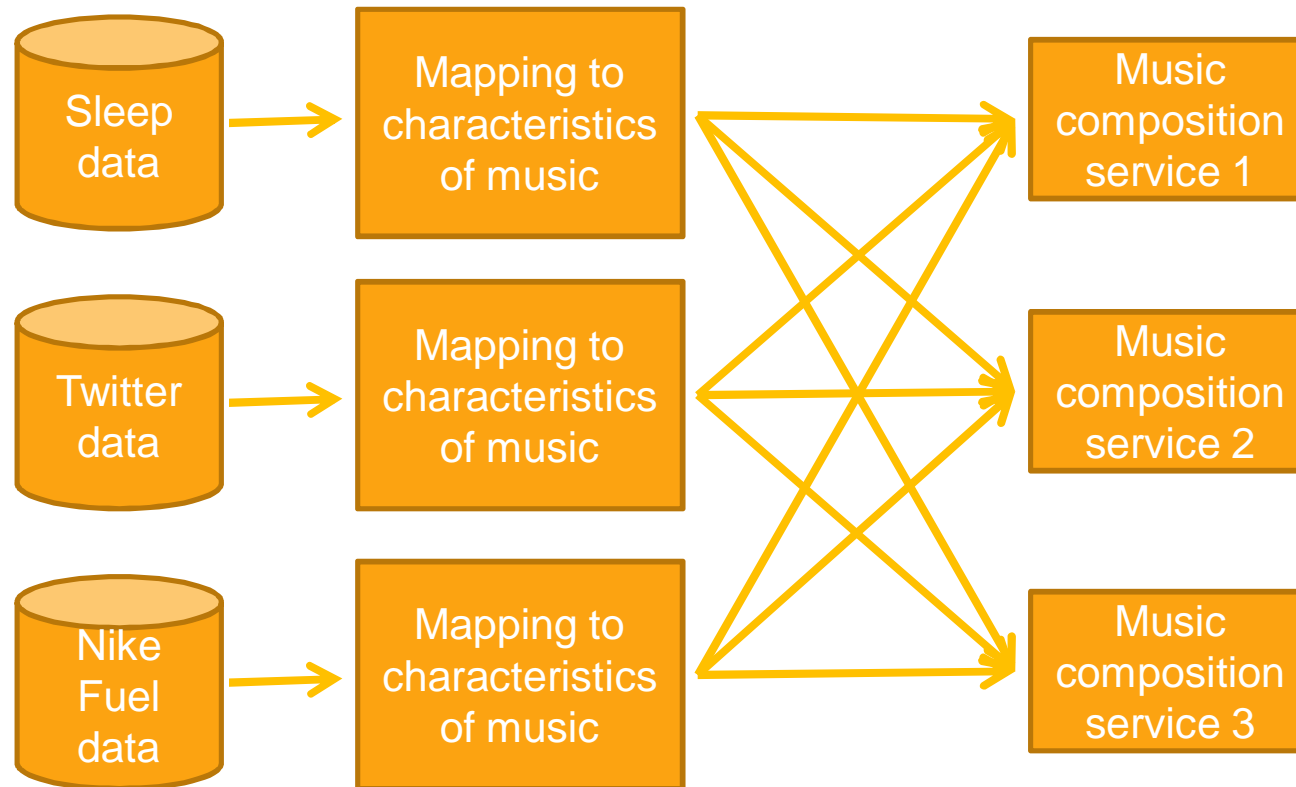 Sleep
data
Mapping to
characteristics
of music
Music
composition
service 1
Twitter
data
Mapping to
characteristics
of music
Music
composition
service 2
Nike
Fuel
data
Mapping to
characteristics
of music
Music
composition
service 3